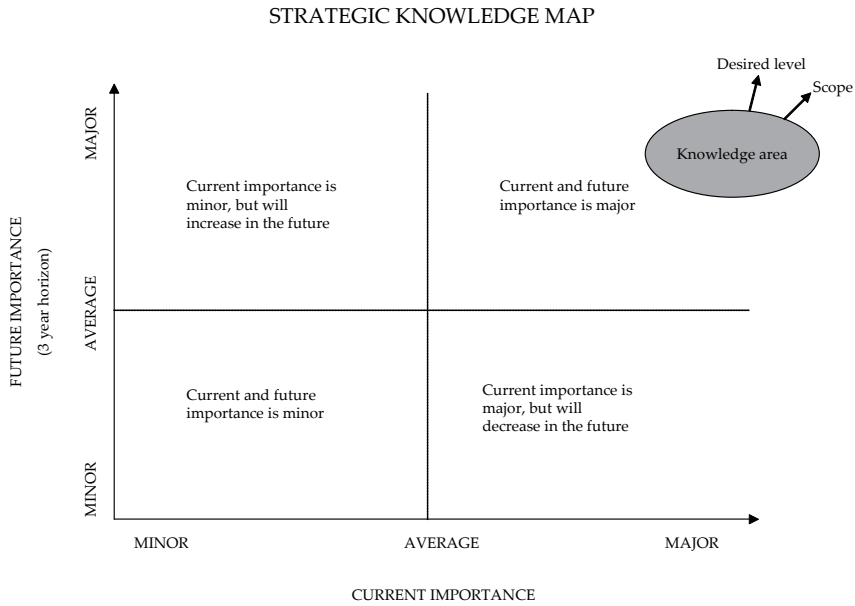 STRATEGIC KNOWLEDGE MAP
Desired level
Scope
Knowledge area
MAJOR
Current importance is
minor, but will
increase in the future
Current and future
importance is major
FUTURE IMPORTANCE
(3 year horizon)
AVERAGE
Current and future
importance is minor
Current importance is
major, but will
decrease in the future
MINOR
MINOR
AVERAGE
MAJOR
CURRENT IMPORTANCE